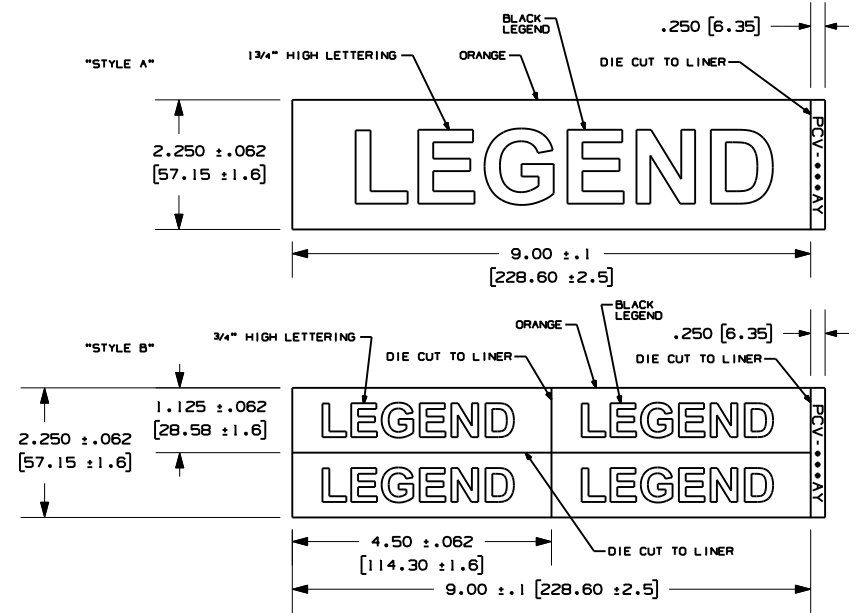 BLACK
LEGEND
.250 [6.35]
"STYLE A"
1 3/4" HIGH LETTERING
ORANGE
DIE CUT TO LINER
2.250 ±.062
[57.15 ±1.6]
LEGEND
PCV-•••AY
9.00 ±.1
[228.60 ±2.5]
BLACK
LEGEND
"STYLE B"
3/4" HIGH LETTERING
ORANGE
.250 [6.35]
DIE CUT TO LINER
DIE CUT TO LINER
1.125 ±.062
[28.58 ±1.6]
2.250 ±.062
[57.15 ±1.6]
LEGEND LEGEND
LEGEND LEGEND
PCV-•••AY
4.50 ±.062
[114.30 ±1.6]
DIE CUT TO LINER
9.00 ±.1 [228.60 ±2.5]